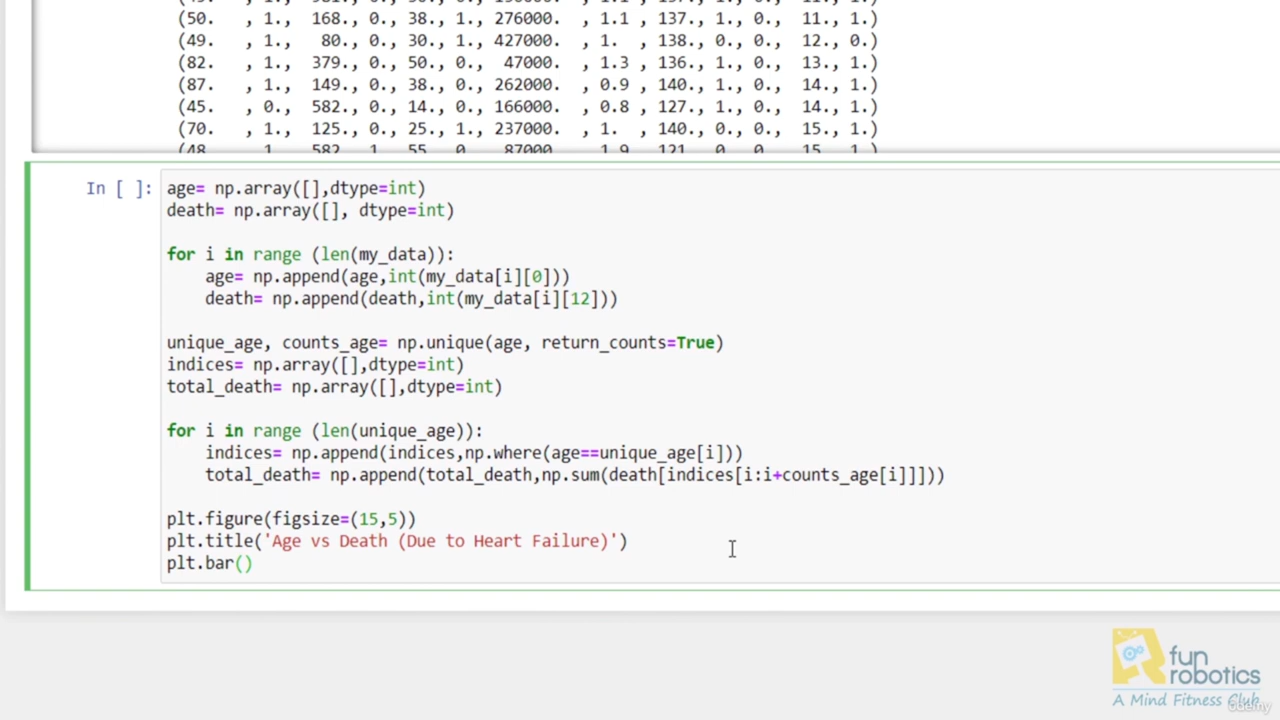 (50. , 1., 168., 0., 38., 1., 276000. , 1.1 , 137., 1., 0., 11., 1.)
(49. , 1., 80., 0., 30., 1., 427000. , 1. , 138., 0., 0., 12., 0.)
(82. , 1., 379., 0., 50., 0., 47000. , 1.3 , 136., 1., 0., 13., 1.)
(87. , 1., 149., 0., 38., 0., 262000. , 0.9 , 140., 1., 0., 14., 1.)
(45. , 0., 582., 0., 14., 0., 166000. , 0.8 , 127., 1., 0., 14., 1.)
(70. , 1., 125., 0., 25., 1., 237000. , 1. , 140., 0., 0., 15., 1.)
(48. , 1., 582., 1., 55., 0., 87000. , 1.9 , 121., 0., 0., 15., 1.)
In [ ]: age= np.array([],dtype=int)
death= np.array([], dtype=int)
for i in range (len(my_data)):
age= np.append(age,int(my_data[i][0]))
death= np.append(death,int(my_data[i][12]))
unique_age, counts_age= np.unique(age, return_counts=True)
indices= np.array([],dtype=int)
total_death= np.array([],dtype=int)
for i in range (len(unique_age)):
indices= np.append(indices,np.where(age==unique_age[i]))
total_death= np.append(total_death,np.sum(death[indices[i:i+counts_age[i]]]))
plt.figure(figsize=(15,5))
plt.title('Age vs Death (Due to Heart Failure)')
plt.bar()
fun
robotics
A Mind Fitness Club
udemy